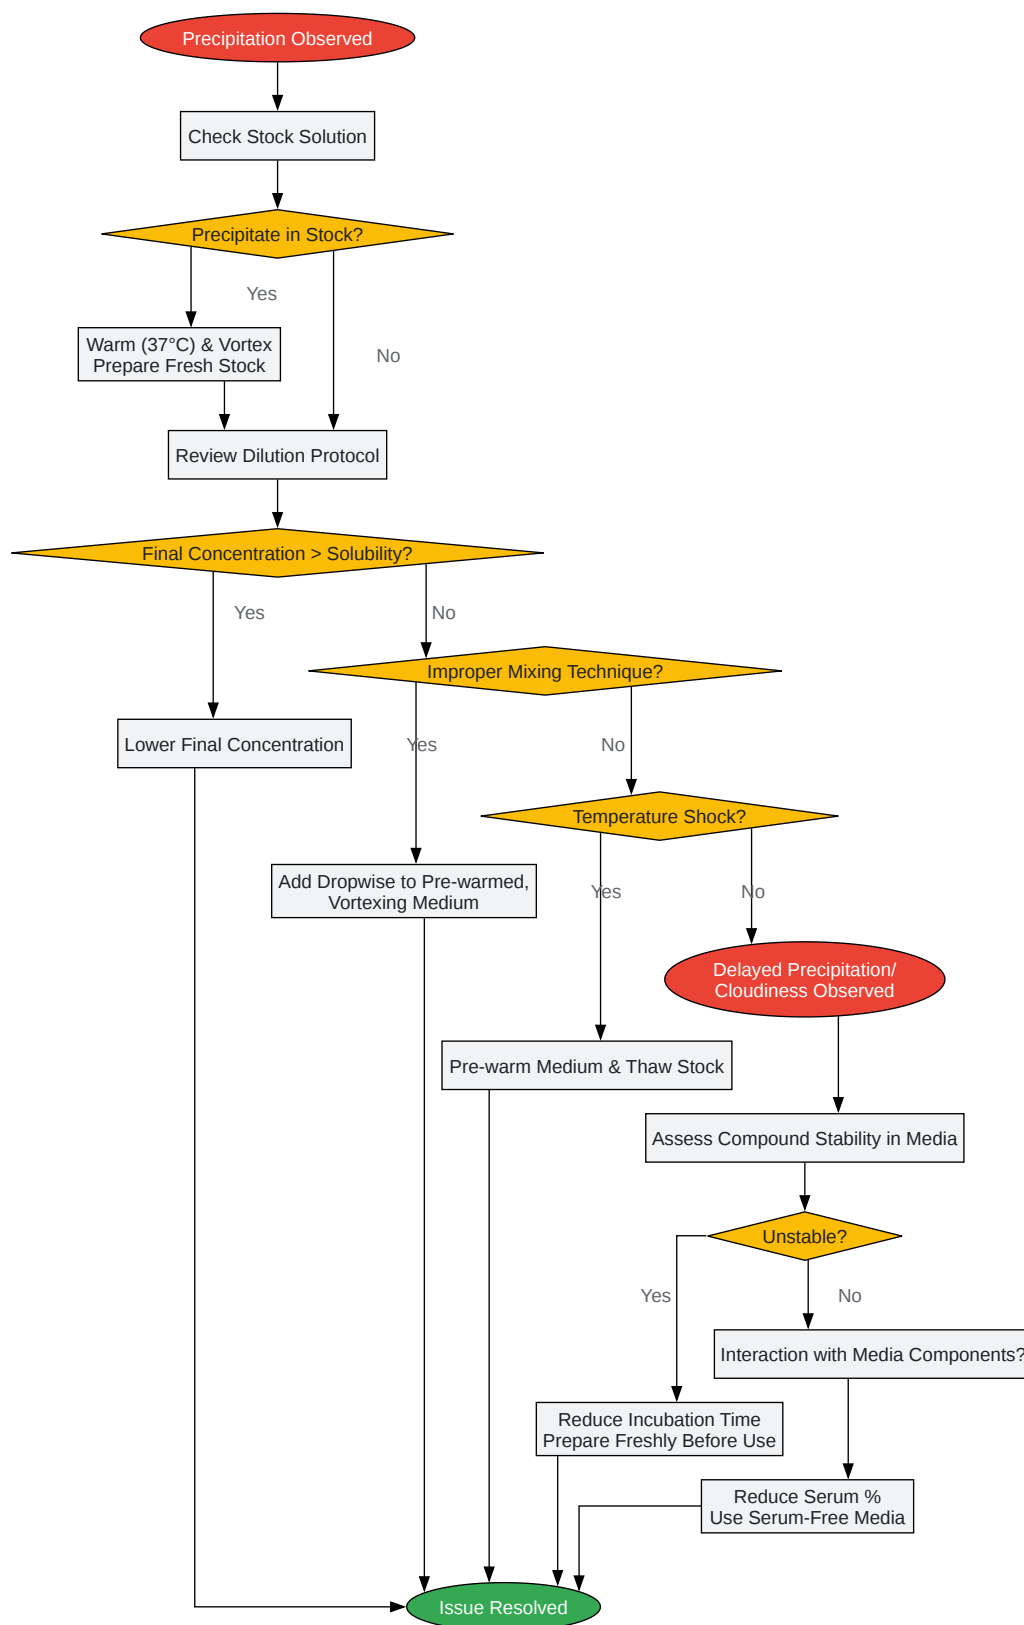 Precipitation Observed
Check Stock Solution
Precipitate in Stock?
Yes
Warm (37°C) & Vortex
Prepare Fresh Stock
No
Review Dilution Protocol
Final Concentration > Solubility?
Yes
No
Improper Mixing Technique?
Lower Final Concentration
Yes
No
Temperature Shock?
Add Dropwise to Pre-warmed,
Vortexing Medium
Yes
No
Delayed Precipitation/
Cloudiness Observed
Pre-warm Medium & Thaw Stock
Assess Compound Stability in Media
Unstable?
Yes
No
Interaction with Media Components?
Reduce Incubation Time
Prepare Freshly Before Use
Reduce Serum %
Use Serum-Free Media
Issue Resolved